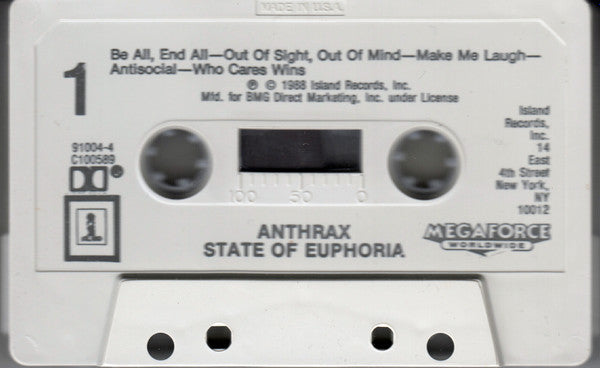 MADE IN U.S.A.
Be All, End All—Out Of Sight, Out Of Mind—Make Me Laugh—
Antisocial—Who Cares Wins
1
Ⓟ © 1988 Island Records, Inc.
Mfd. for BMG Direct Marketing, Inc. under License
91004-4
C100589
Island
Records,
Inc.
14
East
4th Street
New York,
NY
10012
100 50 0
i
ANTHRAX
STATE OF EUPHORIA
MEGAFORCE
WORLDWIDE